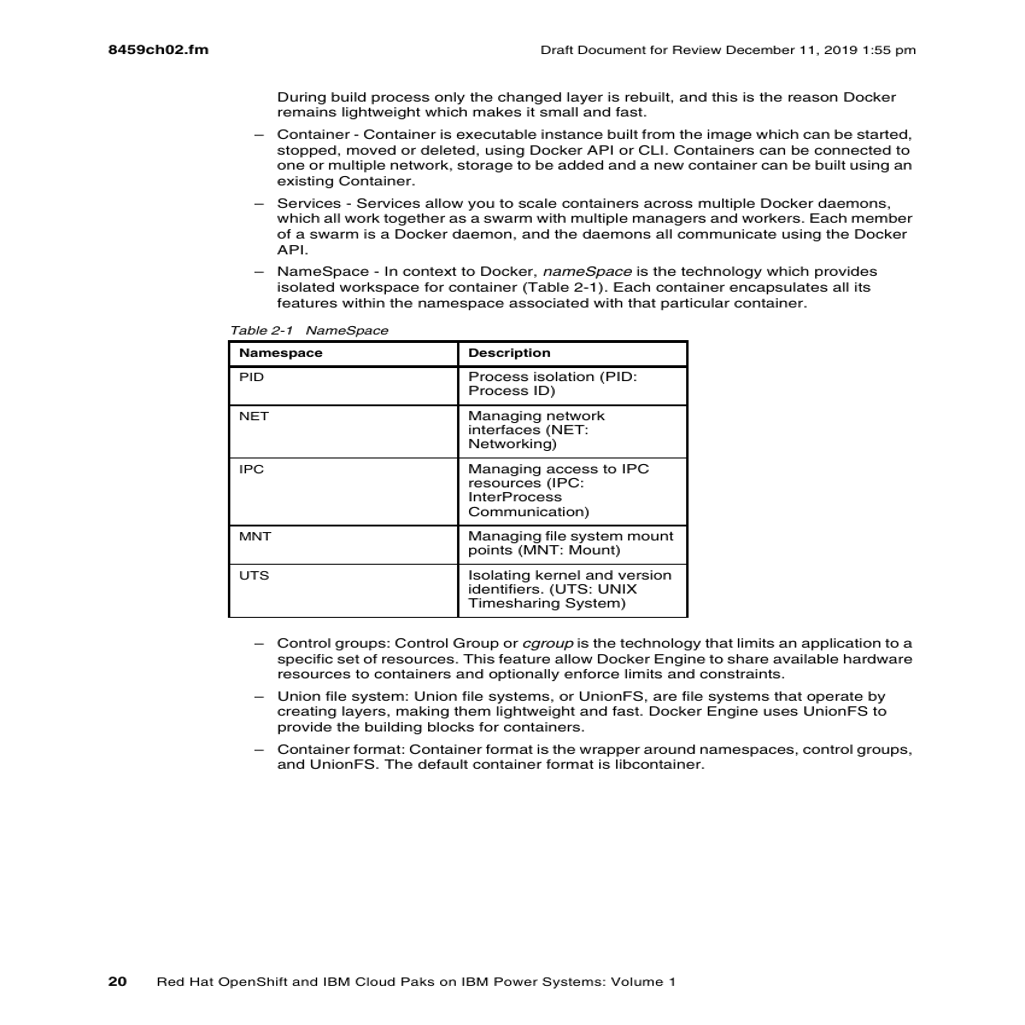 8459ch02.fm Draft Document for Review December 11, 2019 1:55 pm
During build process only the changed layer is rebuilt, and this is the reason Docker
remains lightweight which makes it small and fast.
– Container - Container is executable instance built from the image which can be started,
stopped, moved or deleted, using Docker API or CLI. Containers can be connected to
one or multiple network, storage to be added and a new container can be built using an
existing Container.
– Services - Services allow you to scale containers across multiple Docker daemons,
which all work together as a swarm with multiple managers and workers. Each member
of a swarm is a Docker daemon, and the daemons all communicate using the Docker
API.
– NameSpace - In context to Docker, nameSpace is the technology which provides
isolated workspace for container (Table 2-1). Each container encapsulates all its
features within the namespace associated with that particular container.
Table 2-1 NameSpace
Namespace Description
PID Process isolation (PID:
Process ID)
NET Managing network
interfaces (NET:
Networking)
IPC Managing access to IPC
resources (IPC:
InterProcess
Communication)
MNT Managing file system mount
points (MNT: Mount)
UTS Isolating kernel and version
identifiers. (UTS: UNIX
Timesharing System)
– Control groups: Control Group or cgroup is the technology that limits an application to a
specific set of resources. This feature allow Docker Engine to share available hardware
resources to containers and optionally enforce limits and constraints.
– Union file system: Union file systems, or UnionFS, are file systems that operate by
creating layers, making them lightweight and fast. Docker Engine uses UnionFS to
provide the building blocks for containers.
– Container format: Container format is the wrapper around namespaces, control groups,
and UnionFS. The default container format is libcontainer.
20 Red Hat OpenShift and IBM Cloud Paks on IBM Power Systems: Volume 1